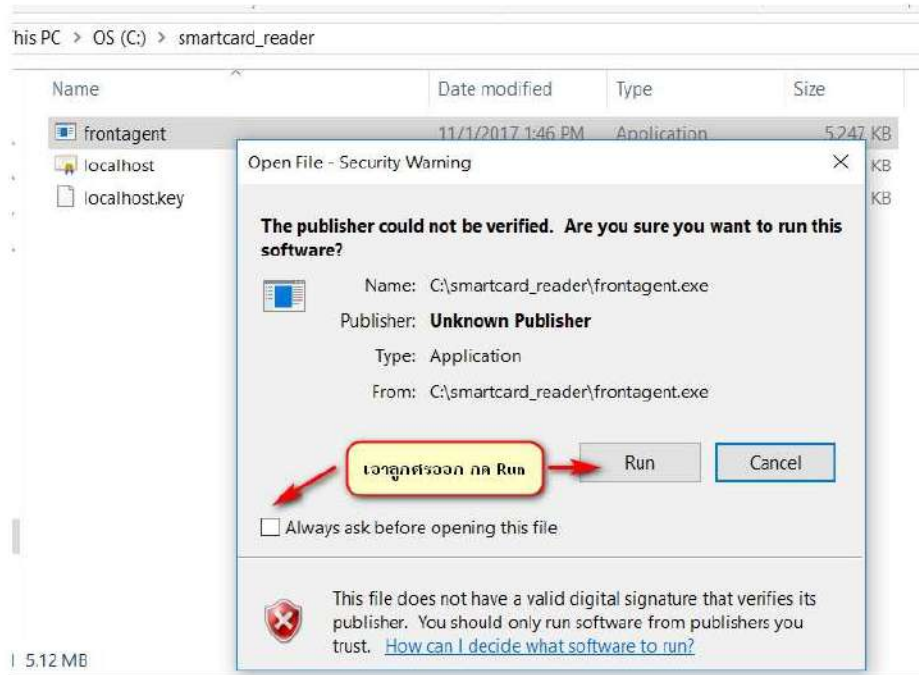 his PC > OS (C:) > smartcard_reader
Name Date modified Type Size
frontagent 11/1/2017 1:46 PM Application 5,247 KB
localhost KB
localhost.key KB
Open File - Security Warning
The publisher could not be verified. Are you sure you want to run this
software?
Name: C:\smartcard_reader\frontagent.exe
Publisher: Unknown Publisher
Type: Application
From: C:\smartcard_reader\frontagent.exe
เอาลูกศรออก กด Run
Run Cancel
Always ask before opening this file
This file does not have a valid digital signature that verifies its
publisher. You should only run software from publishers you
trust. How can I decide what software to run?
5.12 MB